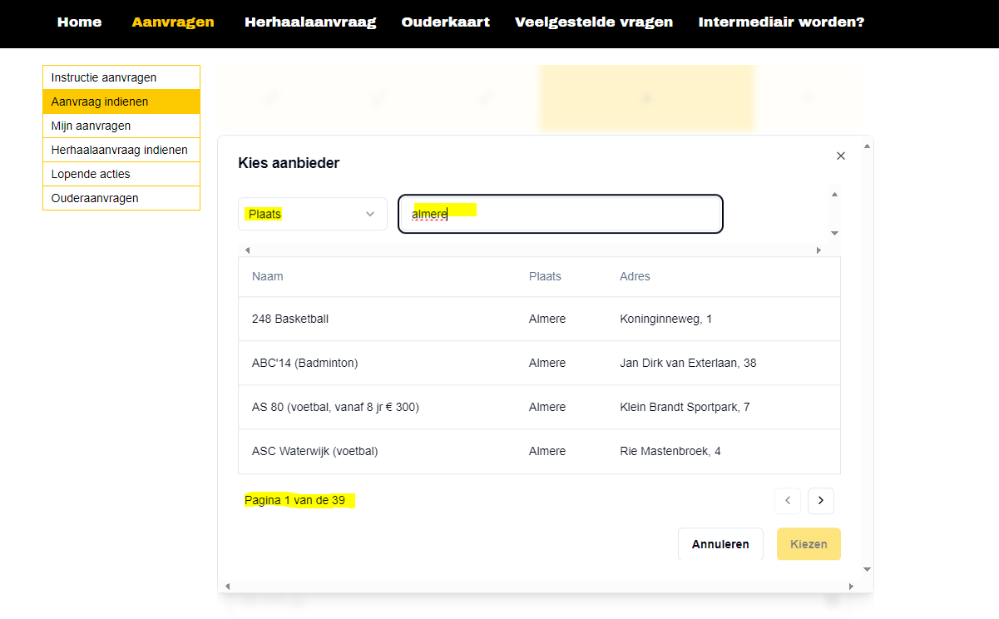 Home Aanvragen Herhaalaanvraag Ouderkaart Veelgestelde vragen Intermediair worden?
Instructie aanvragen
Aanvraag indienen
Mijn aanvragen
Herhaalaanvraag indienen
Lopende acties
Ouderaanvragen
Kies aanbieder
Plaats almere
Naam Plaats Adres
248 Basketball Almere Koninginneweg, 1
ABC'14 (Badminton) Almere Jan Dirk van Exterlaan, 38
AS 80 (voetbal, vanaf 8 jr € 300) Almere Klein Brandt Sportpark, 7
ASC Waterwijk (voetbal) Almere Rie Mastenbroek, 4
Pagina 1 van de 39
Annuleren Kiezen